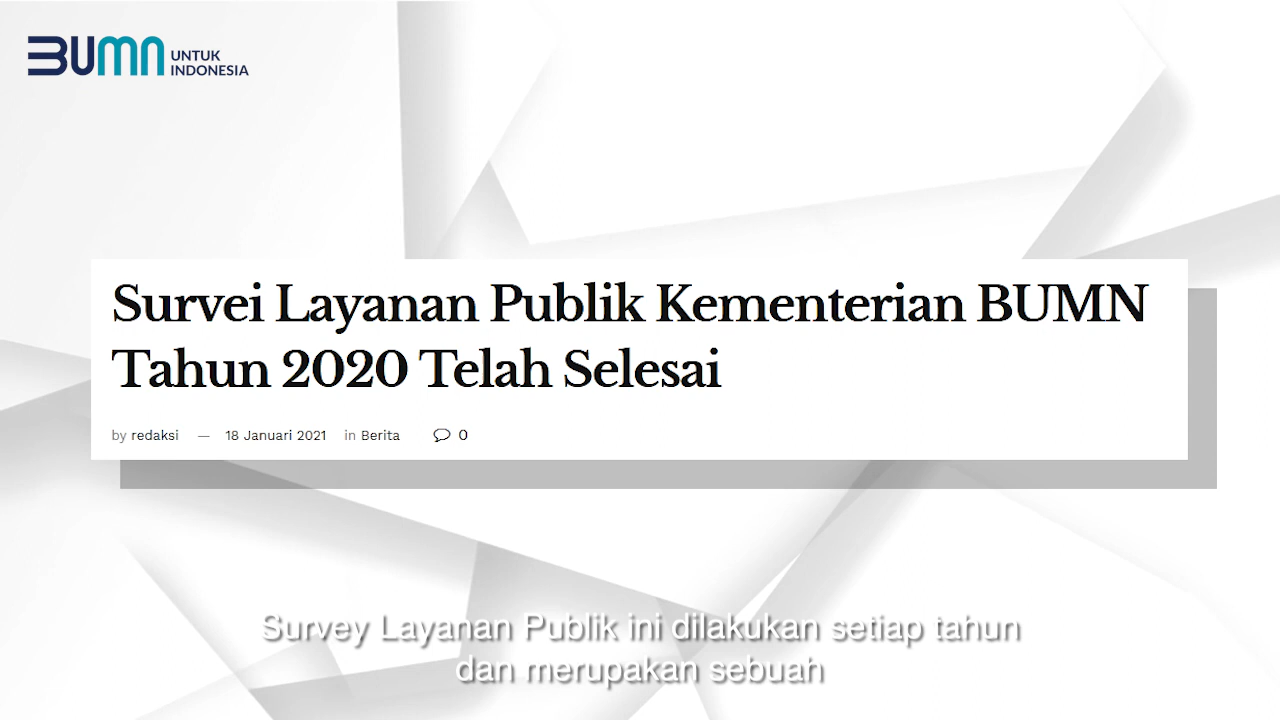 BUMN UNTUK
INDONESIA
Survei Layanan Publik Kementerian BUMN
Tahun 2020 Telah Selesai
by redaksi — 18 Januari 2021 in Berita 0
Survey Layanan Publik ini dilakukan setiap tahun
dan merupakan sebuah